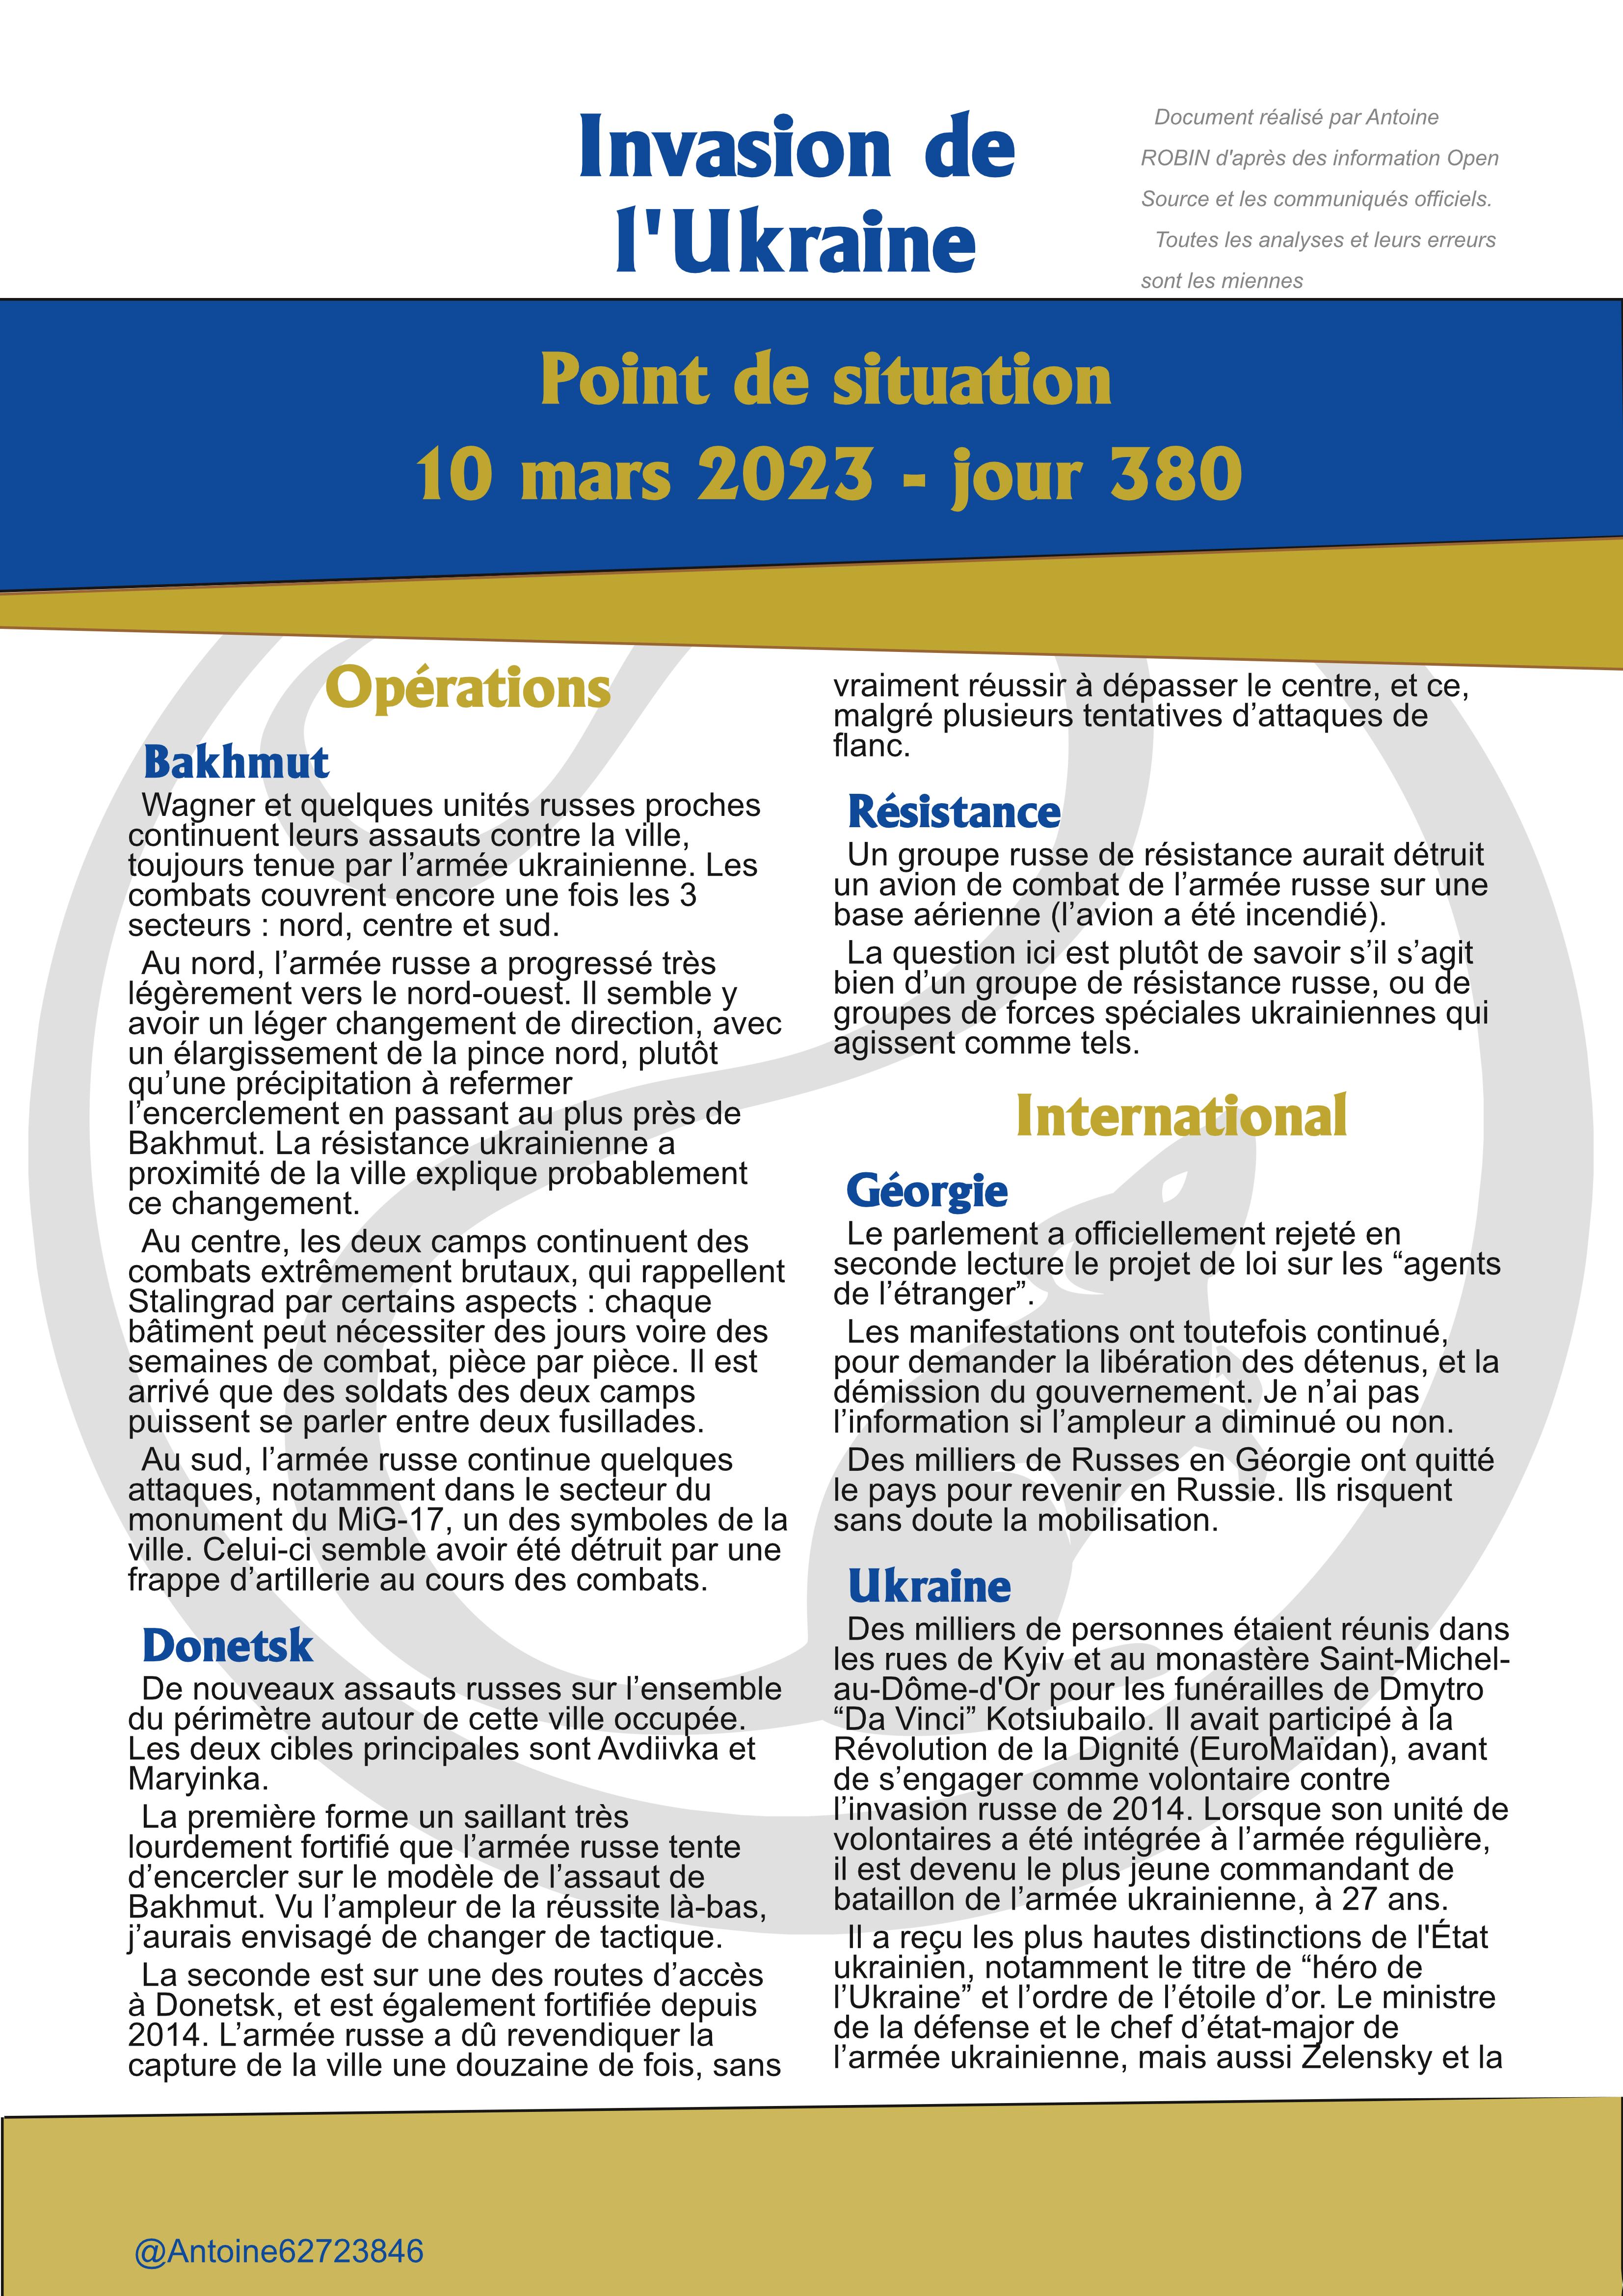 Invasion de
l'Ukraine
Document réalisé par Antoine
ROBIN d'après des information Open
Source et les communiqués officiels.
Toutes les analyses et leurs erreurs
sont les miennes
Point de situation
10 mars 2023 - jour 380
Opérations
Bakhmut
Wagner et quelques unités russes proches
continuent leurs assauts contre la ville,
toujours tenue par l’armée ukrainienne. Les
combats couvrent encore une fois les 3
secteurs : nord, centre et sud.
Au nord, l’armée russe a progressé très
légèrement vers le nord-ouest. Il semble y
avoir un léger changement de direction, avec
un élargissement de la pince nord, plutôt
qu’une précipitation à refermer
l’encerclement en passant au plus près de
Bakhmut. La résistance ukrainienne a
proximité de la ville explique probablement
ce changement.
Au centre, les deux camps continuent des
combats extrêmement brutaux, qui rappellent
Stalingrad par certains aspects : chaque
bâtiment peut nécessiter des jours voire des
semaines de combat, pièce par pièce. Il est
arrivé que des soldats des deux camps
puissent se parler entre deux fusillades.
Au sud, l’armée russe continue quelques
attaques, notamment dans le secteur du
monument du MiG-17, un des symboles de la
ville. Celui-ci semble avoir été détruit par une
frappe d’artillerie au cours des combats.
Donetsk
De nouveaux assauts russes sur l’ensemble
du périmètre autour de cette ville occupée.
Les deux cibles principales sont Avdiivka et
Maryinka.
La première forme un saillant très
lourdement fortifié que l’armée russe tente
d’encercler sur le modèle de l’assaut de
Bakhmut. Vu l’ampleur de la réussite là-bas,
j’aurais envisagé de changer de tactique.
La seconde est sur une des routes d’accès
à Donetsk, et est également fortifiée depuis
2014. L’armée russe a dû revendiquer la
capture de la ville une douzaine de fois, sans
vraiment réussir à dépasser le centre, et ce,
malgré plusieurs tentatives d’attaques de
flanc.
Résistance
Un groupe russe de résistance aurait détruit
un avion de combat de l’armée russe sur une
base aérienne (l’avion a été incendié).
La question ici est plutôt de savoir s’il s’agit
bien d’un groupe de résistance russe, ou de
groupes de forces spéciales ukrainiennes qui
agissent comme tels.
International
Géorgie
Le parlement a officiellement rejeté en
seconde lecture le projet de loi sur les “agents
de l’étranger”.
Les manifestations ont toutefois continué,
pour demander la libération des détenus, et la
démission du gouvernement. Je n’ai pas
l’information si l’ampleur a diminué ou non.
Des milliers de Russes en Géorgie ont quitté
le pays pour revenir en Russie. Ils risquent
sans doute la mobilisation.
Ukraine
Des milliers de personnes étaient réunis dans
les rues de Kyiv et au monastère Saint-Michel-
au-Dôme-d'Or pour les funérailles de Dmytro
“Da Vinci” Kotsiubailo. Il avait participé à la
Révolution de la Dignité (EuroMaïdan), avant
de s’engager comme volontaire contre
l’invasion russe de 2014. Lorsque son unité de
volontaires a été intégrée à l’armée régulière,
il est devenu le plus jeune commandant de
bataillon de l’armée ukrainienne, à 27 ans.
Il a reçu les plus hautes distinctions de l'État
ukrainien, notamment le titre de “héro de
l’Ukraine” et l’ordre de l’étoile d’or. Le ministre
de la défense et le chef d’état-major de
l’armée ukrainienne, mais aussi Zelensky et la
@Antoine62723846